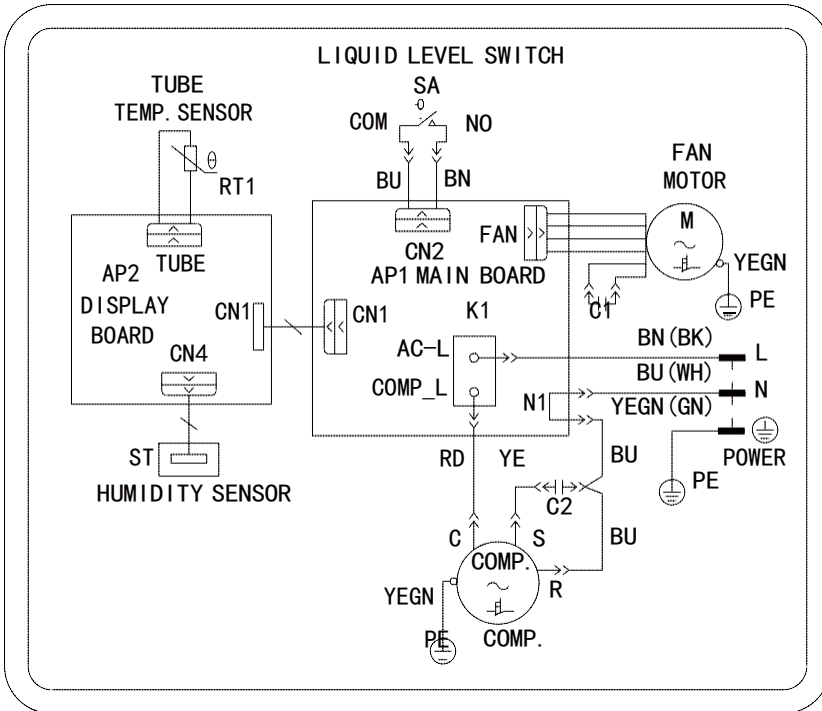 LIQUID LEVEL SWITCH
SA
TUBE
TEMP. SENSOR
COM
NO
RT1
θ
BU
BN
FAN
MOTOR
M
TUBE
AP2
DISPLAY
BOARD
CN1
CN4
ST
HUMIDITY SENSOR
CN2
FAN
AP1 MAIN BOARD
CN1
K1
AC-L
COMP_L
N1
C1
YEGN
PE
BN(BK)
L
BU(WH)
N
YEGN(GN)
POWER
PE
RD
YE
BU
C2
BU
C
S
R
COMP.
YEGN
PE
COMP.